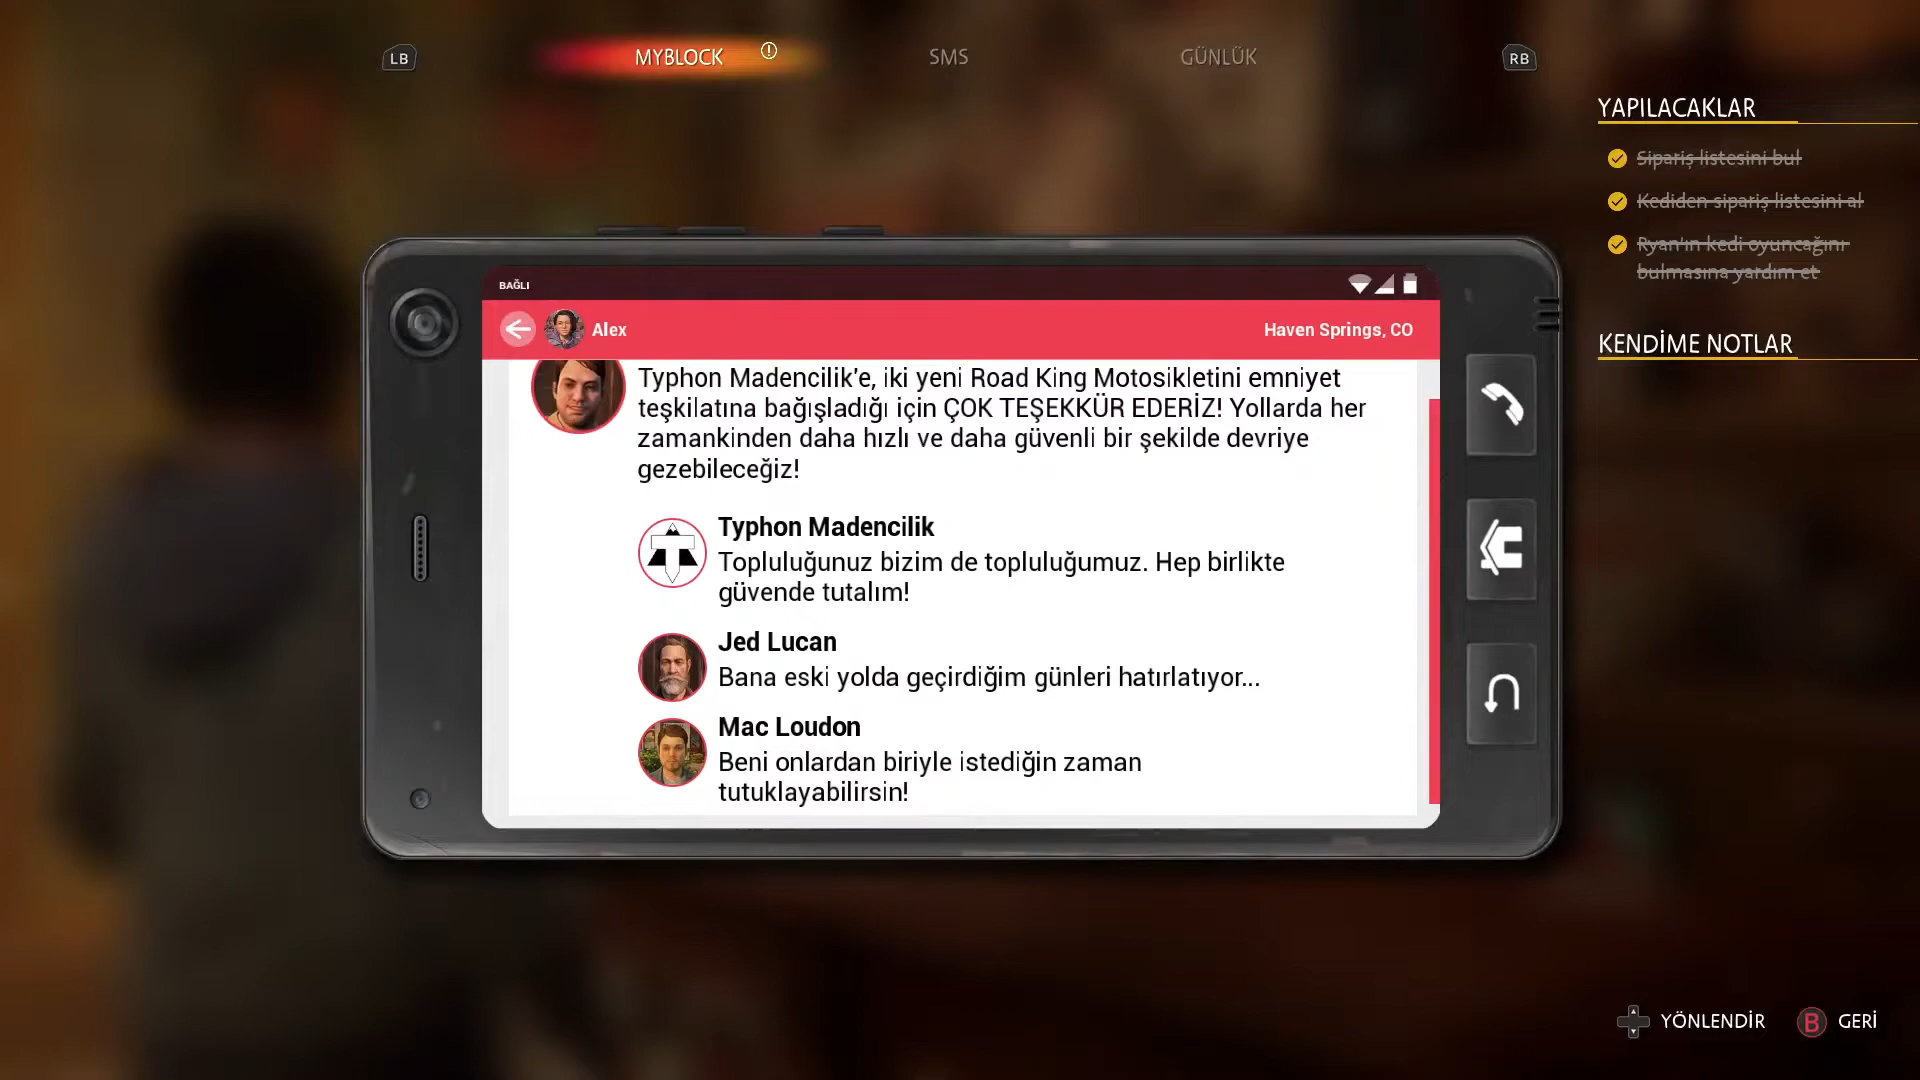 LB
MYBLOCK
SMS
GÜNLÜK
RB
YAPILACAKLAR
Sipariş listesini bul
Kediden sipariş listesini al
Ryan'ın kedi oyuncağını
bulmasına yardım et
KENDİME NOTLAR
BAĞLI
Alex
Haven Springs, CO
Typhon Madencilik'e, iki yeni Road King Motosikletini emniyet
teşkilatına bağışladığı için ÇOK TEŞEKKÜR EDERİZ! Yollarda her
zamankinden daha hızlı ve daha güvenli bir şekilde devriye
gezebileceğiz!
Typhon Madencilik
Topluluğunuz bizim de topluluğumuz. Hep birlikte
güvende tutalım!
Jed Lucan
Bana eski yolda geçirdiğim günleri hatırlatıyor...
Mac Loudon
Beni onlardan biriyle istediğin zaman
tutuklayabilirsin!
YÖNLENDİR
B
GERİ